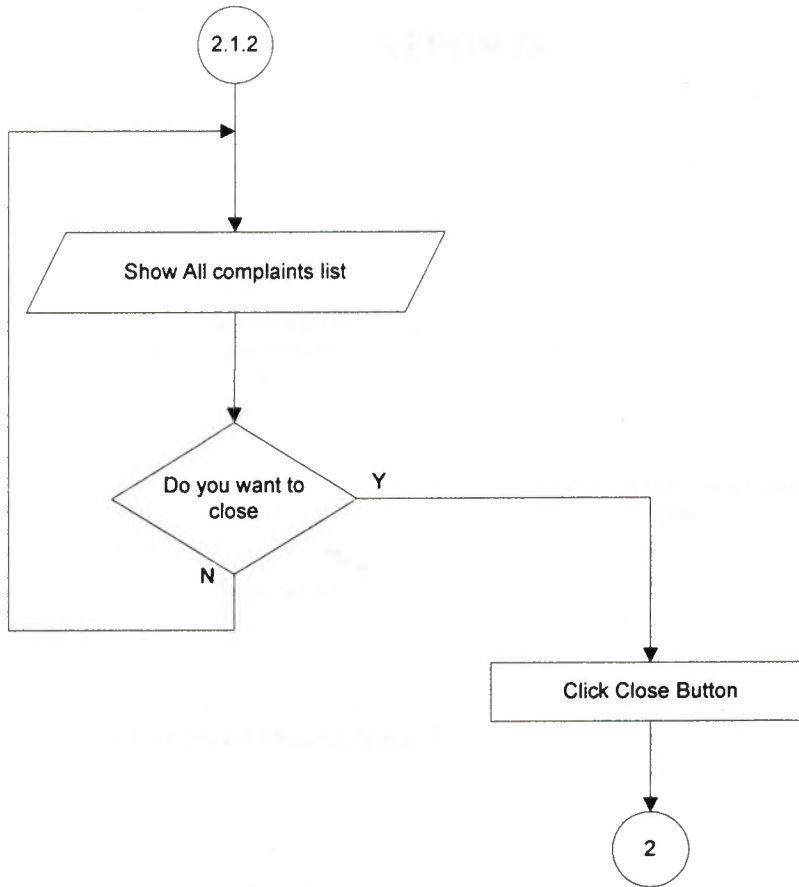 2.1.2
Show All complaints list
Do you want to
close
Y
N
Click Close Button
2